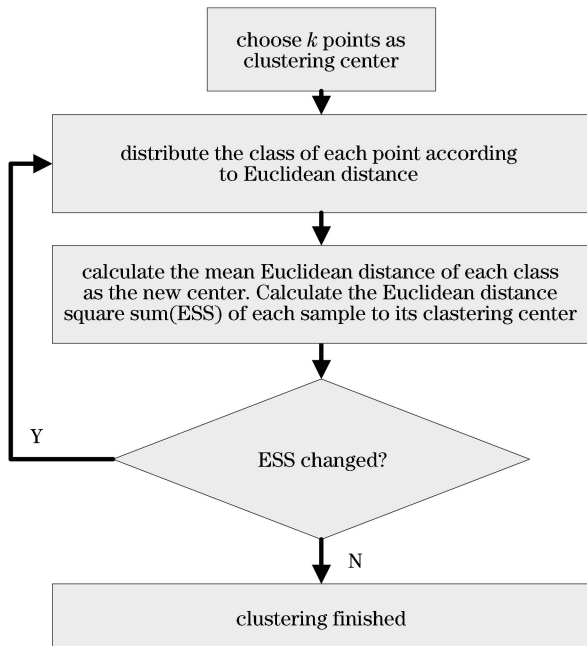 choose k points as
clustering center
distribute the class of each point according
to Euclidean distance
calculate the mean Euclidean distance of each class
as the new center. Calculate the Euclidean distance
square sum(ESS) of each sample to its clastering center
Y
ESS changed?
N
clustering finished